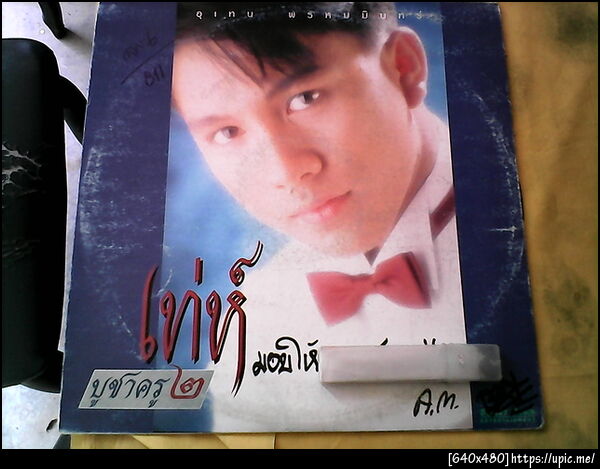 อุเทน พรหมมินทร์
เท่ห์
มอบให้
บูชาครู ๒
A.M.
ENTERTAINMENT
[640x480]https://upic.me/